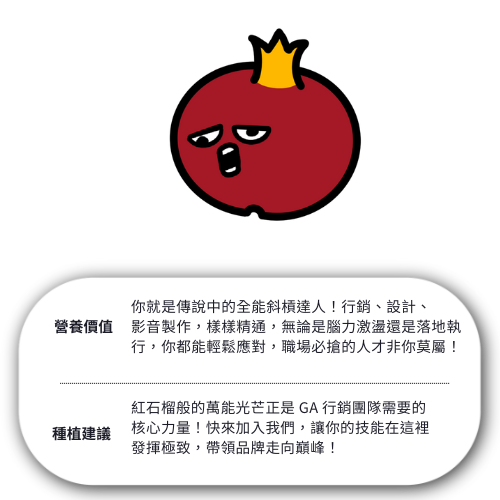 你就是傳說中的全能斜槓達人！行銷、設計、
營養價值
影音製作，樣樣精通，無論是腦力激盪還是落地執
行，你都能輕鬆應對，職場必搶的人才非你莫屬！
紅石榴般的萬能光芒正是 GA 行銷團隊需要的
種植建議
核心力量！快來加入我們，讓你的技能在這裡
發揮極致，帶領品牌走向巔峰！